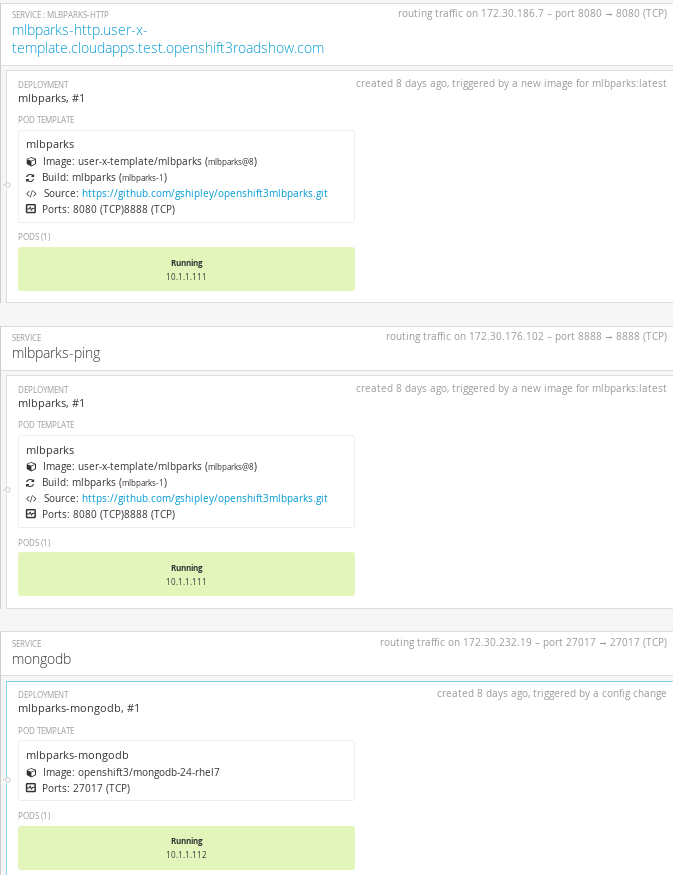 SERVICE : MLBPARKS-HTTP
routing traffic on 172.30.186.7 – port 8080 → 8080 (TCP)
mlbparks-http.user-x-
template.cloudapps.test.openshift3roadshow.com
DEPLOYMENT
created 8 days ago, triggered by a new image for mlbparks:latest
mlbparks, #1
POD TEMPLATE
mlbparks
Image: user-x-template/mlbparks (mlbparks@8)
Build: mlbparks (mlbparks-1)
Source: https://github.com/gshipley/openshift3mlbparks.git
Ports: 8080 (TCP)8888 (TCP)
PODS (1)
Running
10.1.1.111
SERVICE
routing traffic on 172.30.176.102 – port 8888 → 8888 (TCP)
mlbparks-ping
DEPLOYMENT
created 8 days ago, triggered by a new image for mlbparks:latest
mlbparks, #1
POD TEMPLATE
mlbparks
Image: user-x-template/mlbparks (mlbparks@8)
Build: mlbparks (mlbparks-1)
Source: https://github.com/gshipley/openshift3mlbparks.git
Ports: 8080 (TCP)8888 (TCP)
PODS (1)
Running
10.1.1.111
SERVICE
routing traffic on 172.30.232.19 – port 27017 → 27017 (TCP)
mongodb
DEPLOYMENT
created 8 days ago, triggered by a config change
mlbparks-mongodb, #1
POD TEMPLATE
mlbparks-mongodb
Image: openshift3/mongodb-24-rhel7
Ports: 27017 (TCP)
PODS (1)
Running
10.1.1.112